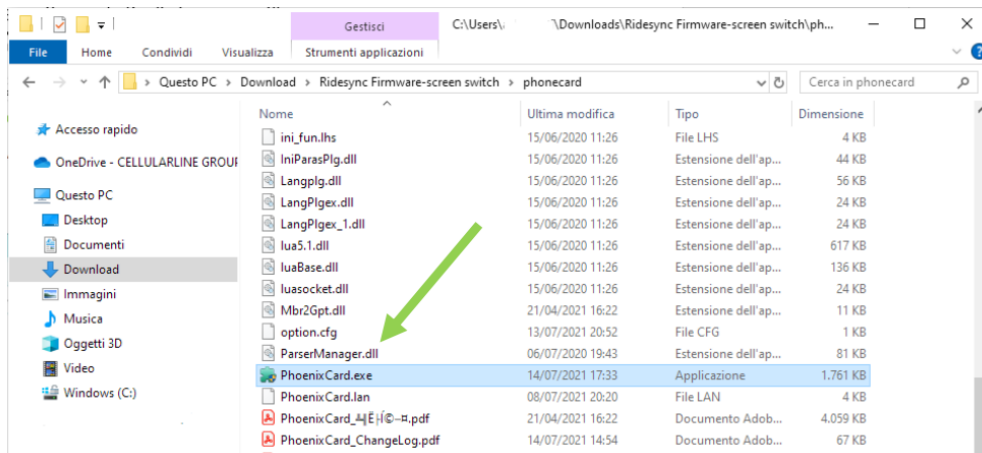 Gestisci
C:\Users\ \Downloads\Ridesync Firmware-screen switch\ph...
File Home Condividi Visualizza Strumenti applicazioni
Questo PC > Download > Ridesync Firmware-screen switch > phonecard
Cerca in phonecard
Accesso rapido
OneDrive - CELLULARLINE GROUP
Questo PC
Desktop
Documenti
Download
Immagini
Musica
Oggetti 3D
Video
Windows (C:)
Nome Ultima modifica Tipo Dimensione
ini_fun.lhs 15/06/2020 11:26 File LHS 4 KB
IniParasPlg.dll 15/06/2020 11:26 Estensione dell'ap... 44 KB
Langplg.dll 15/06/2020 11:26 Estensione dell'ap... 56 KB
LangPlgex.dll 15/06/2020 11:26 Estensione dell'ap... 24 KB
LangPlgex_1.dll 15/06/2020 11:26 Estensione dell'ap... 24 KB
lua5.1.dll 15/06/2020 11:26 Estensione dell'ap... 617 KB
luaBase.dll 15/06/2020 11:26 Estensione dell'ap... 136 KB
luasocket.dll 15/06/2020 11:26 Estensione dell'ap... 24 KB
Mbr2Gpt.dll 21/04/2021 16:22 Estensione dell'ap... 11 KB
option.cfg 13/07/2021 20:52 File CFG 1 KB
ParserManager.dll 06/07/2020 19:43 Estensione dell'ap... 81 KB
PhoenixCard.exe 14/07/2021 17:33 Applicazione 1.761 KB
PhoenixCard.lan 08/07/2021 20:20 File LAN 4 KB
21/04/2021 16:22 Documento Adob... 4.059 KB
PhoenixCard_ChangeLog.pdf 14/07/2021 14:54 Documento Adob... 67 KB